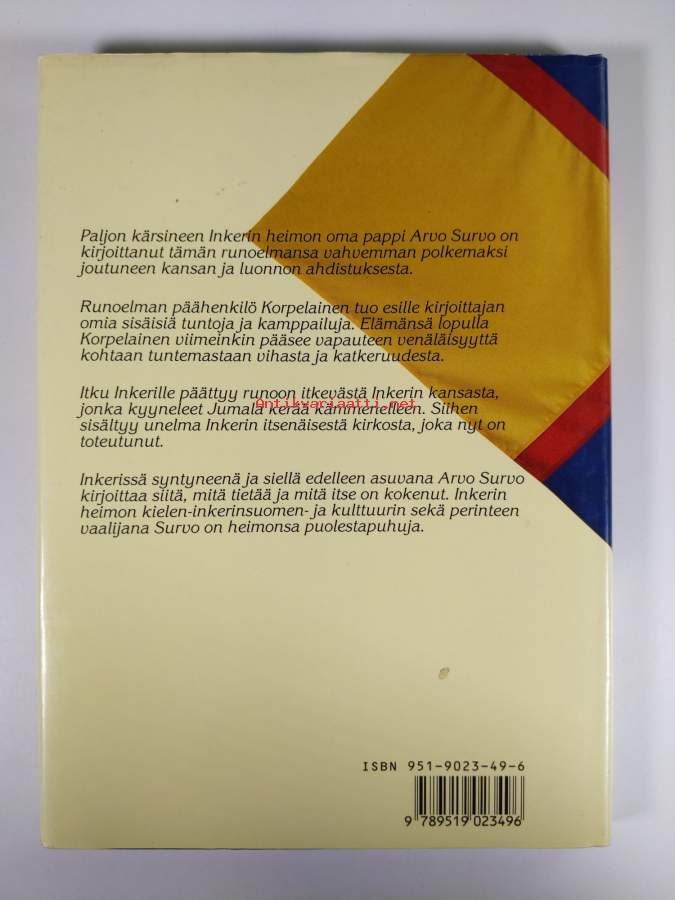 Paljon kärsineen Inkerin heimon oma pappi Arvo Survo on
kirjoittanut tämän runoelmansa vahvemman polkemaksi
joutuneen kansan ja luonnon ahdistuksesta.
Runoelman päähenkilö Korpelainen tuo esille kirjoittajan
omia sisäisiä tuntoja ja kamppailuja. Elämänsä lopulla
Korpelainen viimeinkin pääsee vapauteen venäläisyyttä
kohtaan tuntemastaan vihasta ja katkeruudesta.
Itku Inkerille päättyy runoon itkevästä Inkerin kansasta,
jonka kyyneleet Jumala kerää kämmenelleen. Siihen
Antikvariaatti.net
sisältyy unelma Inkerin itsenäisestä kirkosta, joka nyt on
toteutunut.
Inkerissä syntyneenä ja siellä edelleen asuvana Arvo Survo
kirjoittaa siitä, mitä tietää ja mitä itse on kokenut. Inkerin
heimon kielen-inkerinsuomen- ja kulttuurin sekä perinteen
vaalijana Survo on heimonsa puolestapuhuja.
ISBN 951-9023-49-6
9 789519 023496